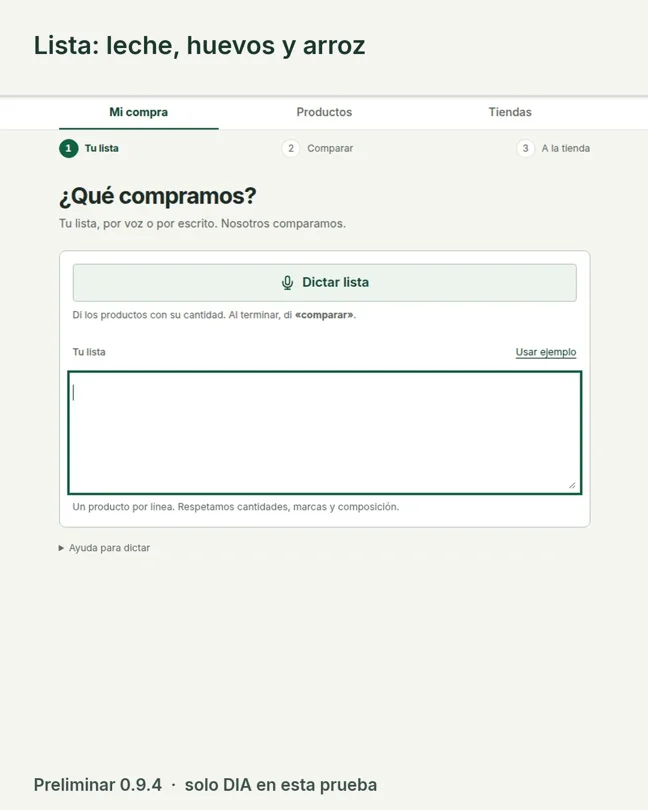 Lista: leche, huevos y arroz
Mi compra Productos Tiendas
1 Tu lista 2 Comparar 3 A la tienda
¿Qué compramos?
Tu lista, por voz o por escrito. Nosotros comparamos.
Dictar lista
Di los productos con su cantidad. Al terminar, di «comparar».
Tu lista Usar ejemplo
Un producto por línea. Respetamos cantidades, marcas y composición.
Ayuda para dictar
Preliminar 0.9.4 · solo DIA en esta prueba